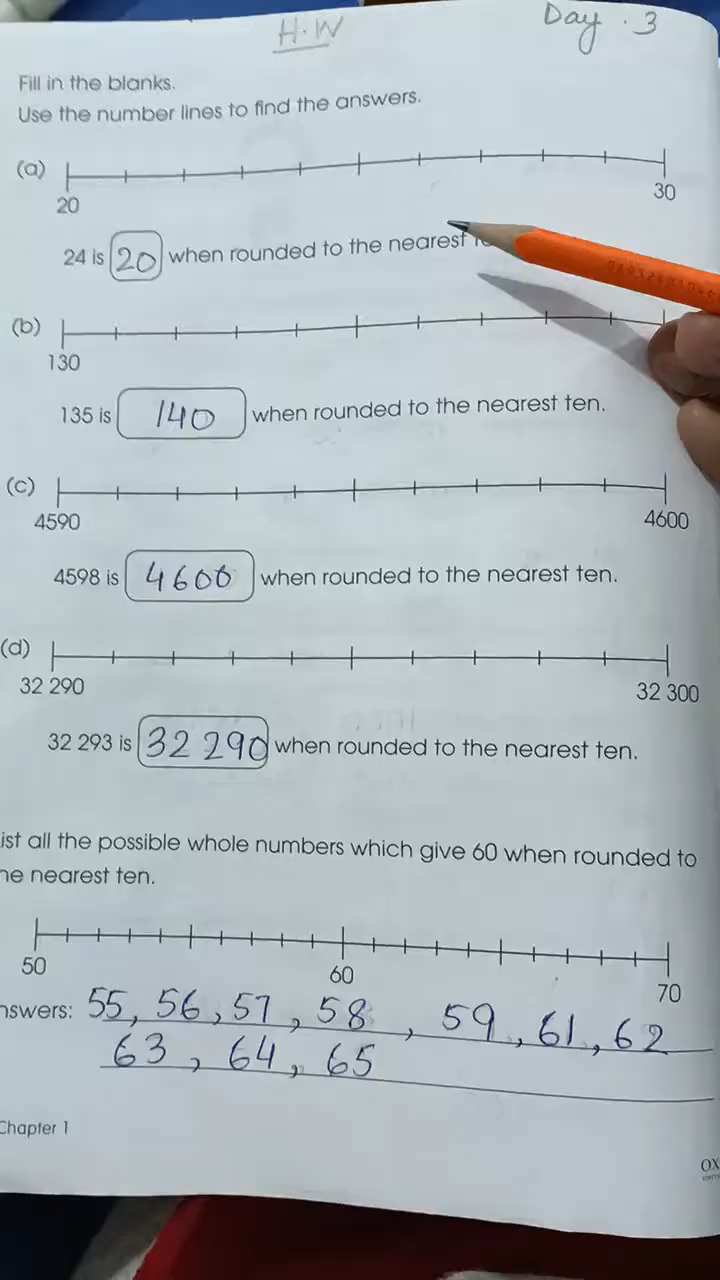 H.W
Day . 3
Fill in the blanks.
Use the number lines to find the answers.
(a)
20 30
24 is 20 when rounded to the nearest
(b)
130
135 is 140 when rounded to the nearest ten.
(c)
4590 4600
4598 is 4600 when rounded to the nearest ten.
(d)
32 290 32 300
32 293 is 32 290 when rounded to the nearest ten.
ist all the possible whole numbers which give 60 when rounded to
he nearest ten.
50 60 70
nswers: 55, 56, 57, 58, 59, 61, 62
63, 64, 65
Chapter 1
OX